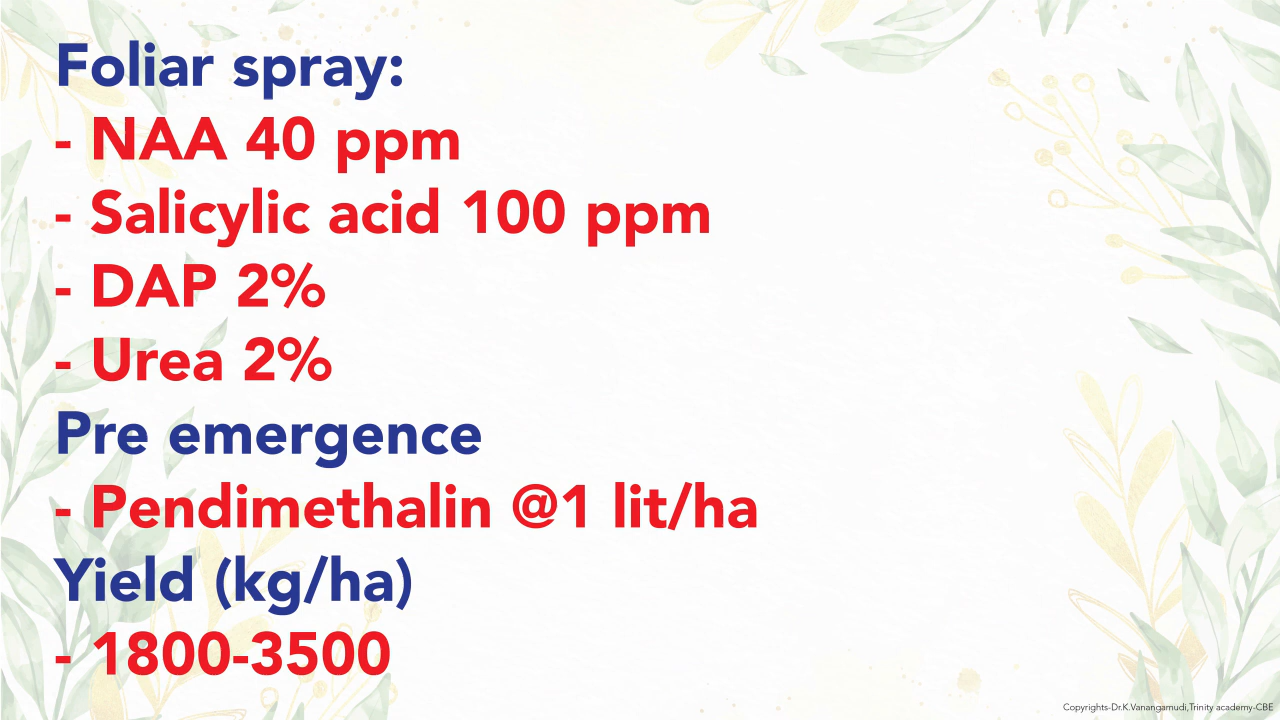 Foliar spray:
- NAA 40 ppm
- Salicylic acid 100 ppm
- DAP 2%
- Urea 2%
Pre emergence
- Pendimethalin @1 lit/ha
Yield (kg/ha)
- 1800-3500
Copyrights-Dr.K.Vanangamudi,Trinity academy-CBE